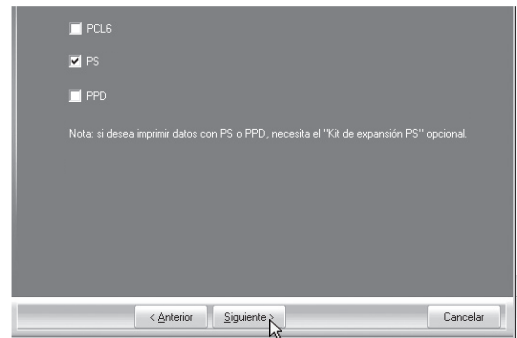 PCL6
PS
PPD
Nota: si desea imprimir datos con PS o PPD, necesita el "Kit de expansión PS" opcional.
< Anterior
Siguiente >
Cancelar